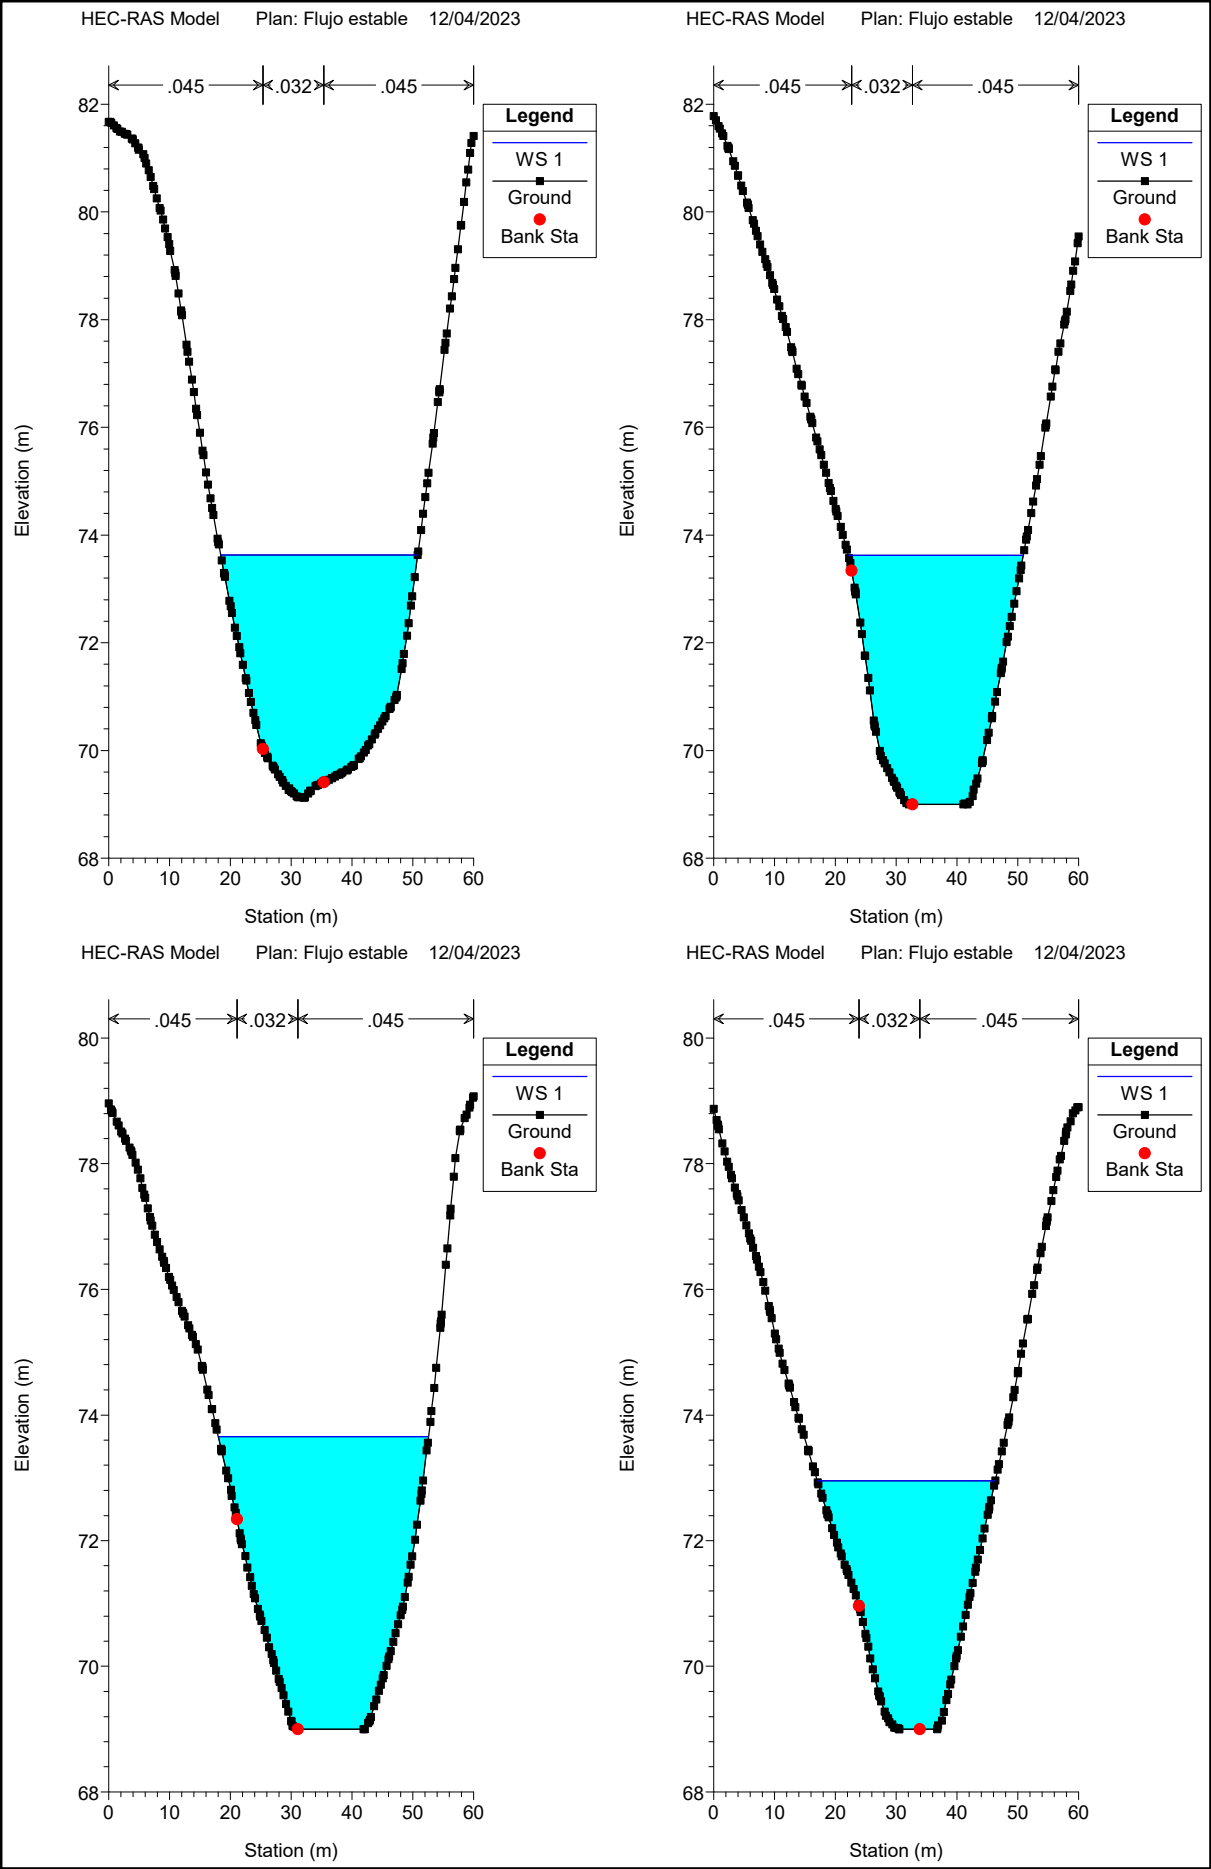 HEC-RAS Model Plan: Flujo estable 12/04/2023
.045 .032 .045
82
80
78
76
74
72
70
68
0 10 20 30 40 50 60
Station (m)
Elevation (m)
Legend
WS 1
Ground
Bank Sta
HEC-RAS Model Plan: Flujo estable 12/04/2023
.045 .032 .045
82
80
78
76
74
72
70
68
0 10 20 30 40 50 60
Station (m)
Elevation (m)
Legend
WS 1
Ground
Bank Sta
HEC-RAS Model Plan: Flujo estable 12/04/2023
.045 .032 .045
80
78
76
74
72
70
68
0 10 20 30 40 50 60
Station (m)
Elevation (m)
Legend
WS 1
Ground
Bank Sta
HEC-RAS Model Plan: Flujo estable 12/04/2023
.045 .032 .045
80
78
76
74
72
70
68
0 10 20 30 40 50 60
Station (m)
Elevation (m)
Legend
WS 1
Ground
Bank Sta